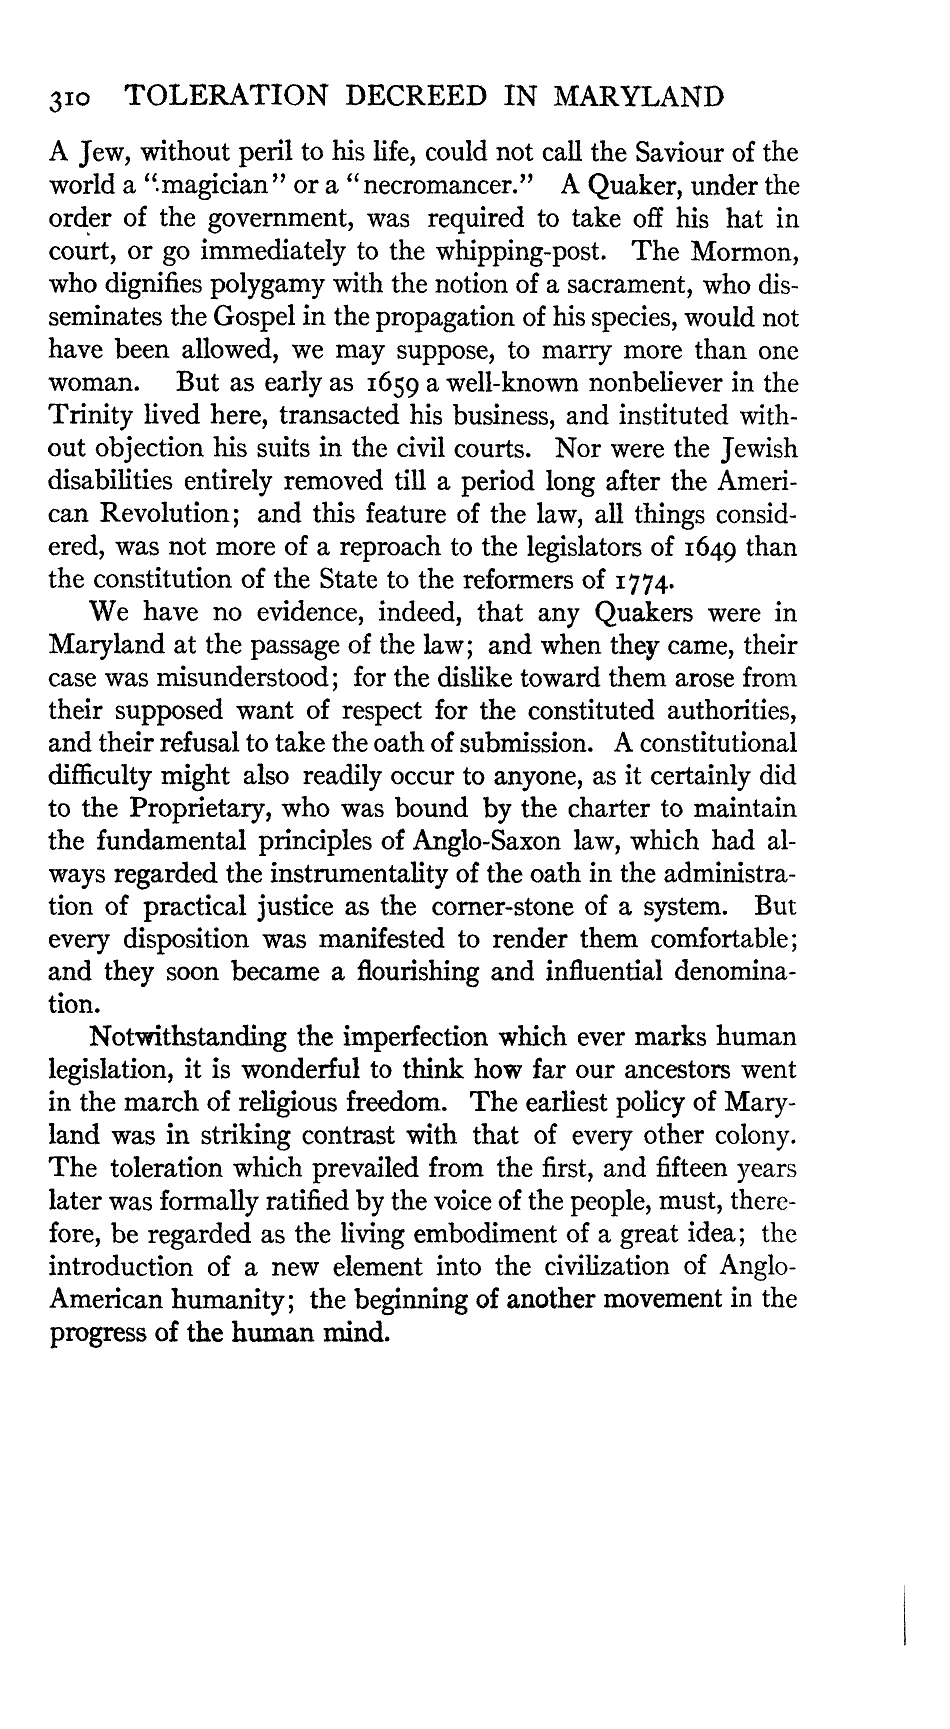 310 TOLERATION DECREED IN MARYLAND
A Jew, without peril to his life, could not call the Saviour of the
world a “magician” or a “necromancer.” A Quaker, under the
order of the government, was required to take off his hat in
court, or go immediately to the whipping-post. The Mormon,
who dignifies polygamy with the notion of a sacrament, who dis-
seminates the Gospel in the propagation of his species, would not
have been allowed, we may suppose, to marry more than one
woman. But as early as 1659 a well-known nonbeliever in the
Trinity lived here, transacted his business, and instituted with-
out objection his suits in the civil courts. Nor were the Jewish
disabilities entirely removed till a period long after the Ameri-
can Revolution; and this feature of the law, all things consid-
ered, was not more of a reproach to the legislators of 1649 than
the constitution of the State to the reformers of 1774.
We have no evidence, indeed, that any Quakers were in
Maryland at the passage of the law; and when they came, their
case was misunderstood; for the dislike toward them arose from
their supposed want of respect for the constituted authorities,
and their refusal to take the oath of submission. A constitutional
difficulty might also readily occur to anyone, as it certainly did
to the Proprietary, who was bound by the charter to maintain
the fundamental principles of Anglo-Saxon law, which had al-
ways regarded the instrumentality of the oath in the administra-
tion of practical justice as the corner-stone of a system. But
every disposition was manifested to render them comfortable;
and they soon became a flourishing and influential denomina-
tion.
Notwithstanding the imperfection which ever marks human
legislation, it is wonderful to think how far our ancestors went
in the march of religious freedom. The earliest policy of Mary-
land was in striking contrast with that of every other colony.
The toleration which prevailed from the first, and fifteen years
later was formally ratified by the voice of the people, must, there-
fore, be regarded as the living embodiment of a great idea; the
introduction of a new element into the civilization of Anglo-
American humanity; the beginning of another movement in the
progress of the human mind.